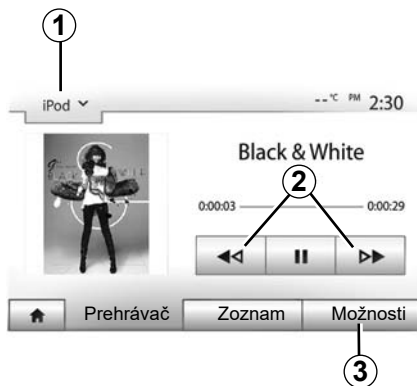 1
iPod
--°C PM 2:30
Black & White
2
0:00:03 0:00:29
Prehrávač Zoznam Možnosti
3